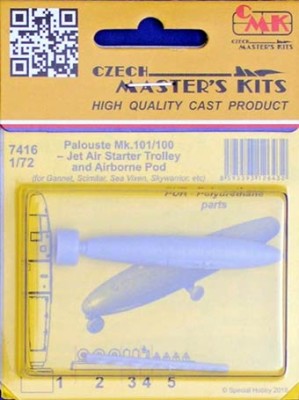 CMK
CZECH
MASTER'S KITS
CZECH
MASTER'S KITS
HIGH QUALITY CAST PRODUCT
7416
1/72
Palouste Mk.101/100
– Jet Air Starter Trolley
and Airborne Pod
(for Gannet, Scimitar, Sea Vixen, Skywarrior, etc)
PUR - Polyurethane
parts
1 2 3 4 5
© Special Hobby